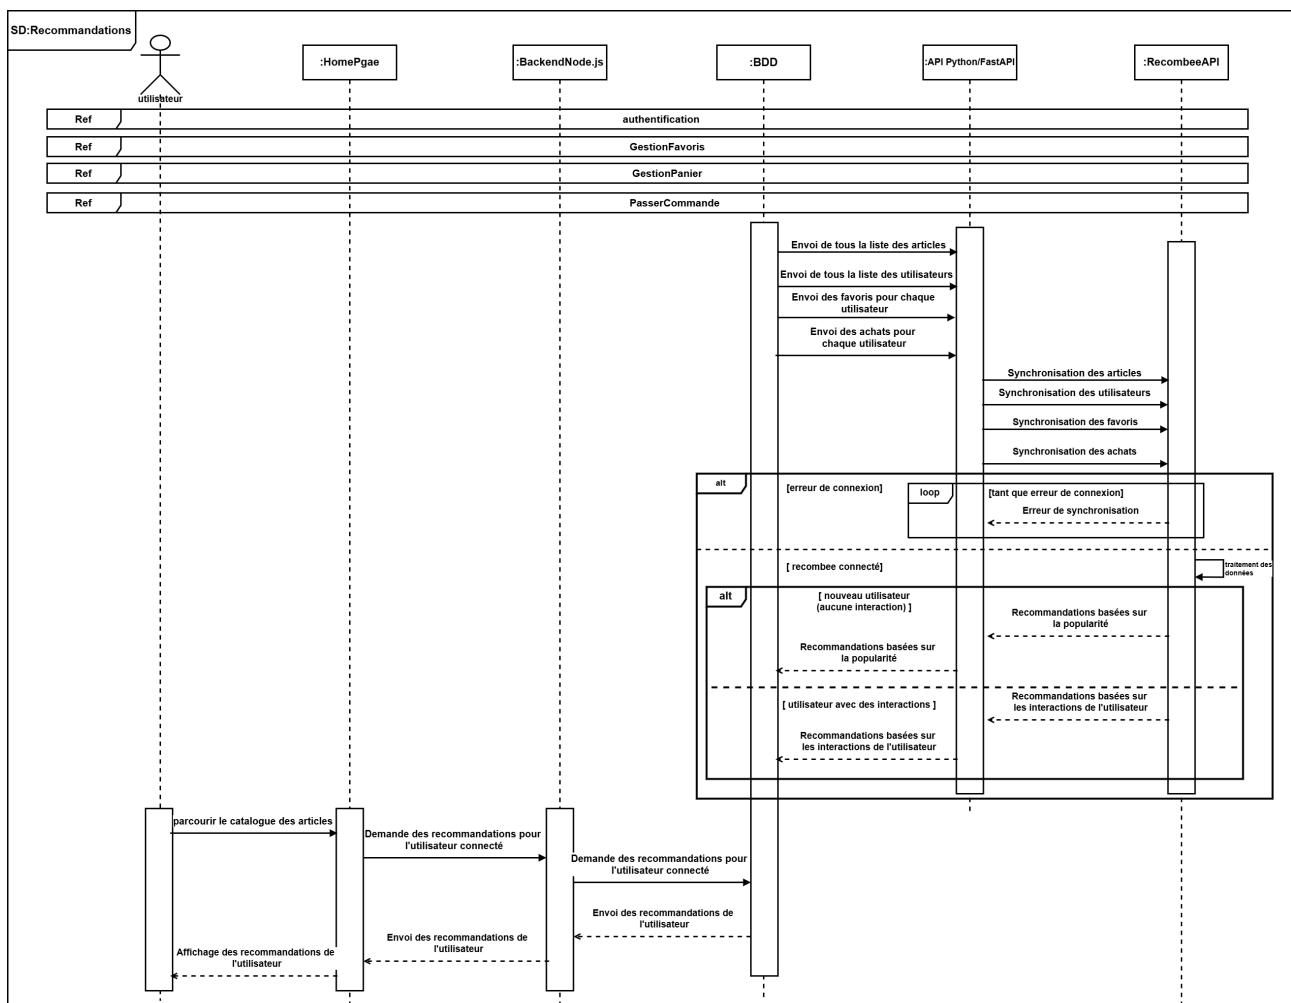 SD:Recommandations
utilisateur
:HomePgae
:BackendNode.js
:BDD
:API Python/FastAPI
:RecombeeAPI
Ref
authentification
Ref
GestionFavoris
Ref
GestionPanier
Ref
PasserCommande
Envoi de tous la liste des articles
Envoi de tous la liste des utilisateurs
Envoi des favoris pour chaque
utilisateur
Envoi des achats pour
chaque utilisateur
Synchronisation des articles
Synchronisation des utilisateurs
Synchronisation des favoris
Synchronisation des achats
alt
[erreur de connexion]
loop
[tant que erreur de connexion]
Erreur de synchronisation
[ recombee connecté]
traitement des
données
alt
[ nouveau utilisateur
(aucune interaction) ]
Recommandations basées sur
la popularité
Recommandations basées sur
la popularité
[ utilisateur avec des interactions ]
Recommandations basées sur
les interactions de l'utilisateur
Recommandations basées sur
les interactions de l'utilisateur
parcourir le catalogue des articles
Demande des recommandations pour
l'utilisateur connecté
Demande des recommandations pour
l'utilisateur connecté
Envoi des recommandations de
l'utilisateur
Envoi des recommandations de
l'utilisateur
Affichage des recommandations de
l'utilisateur